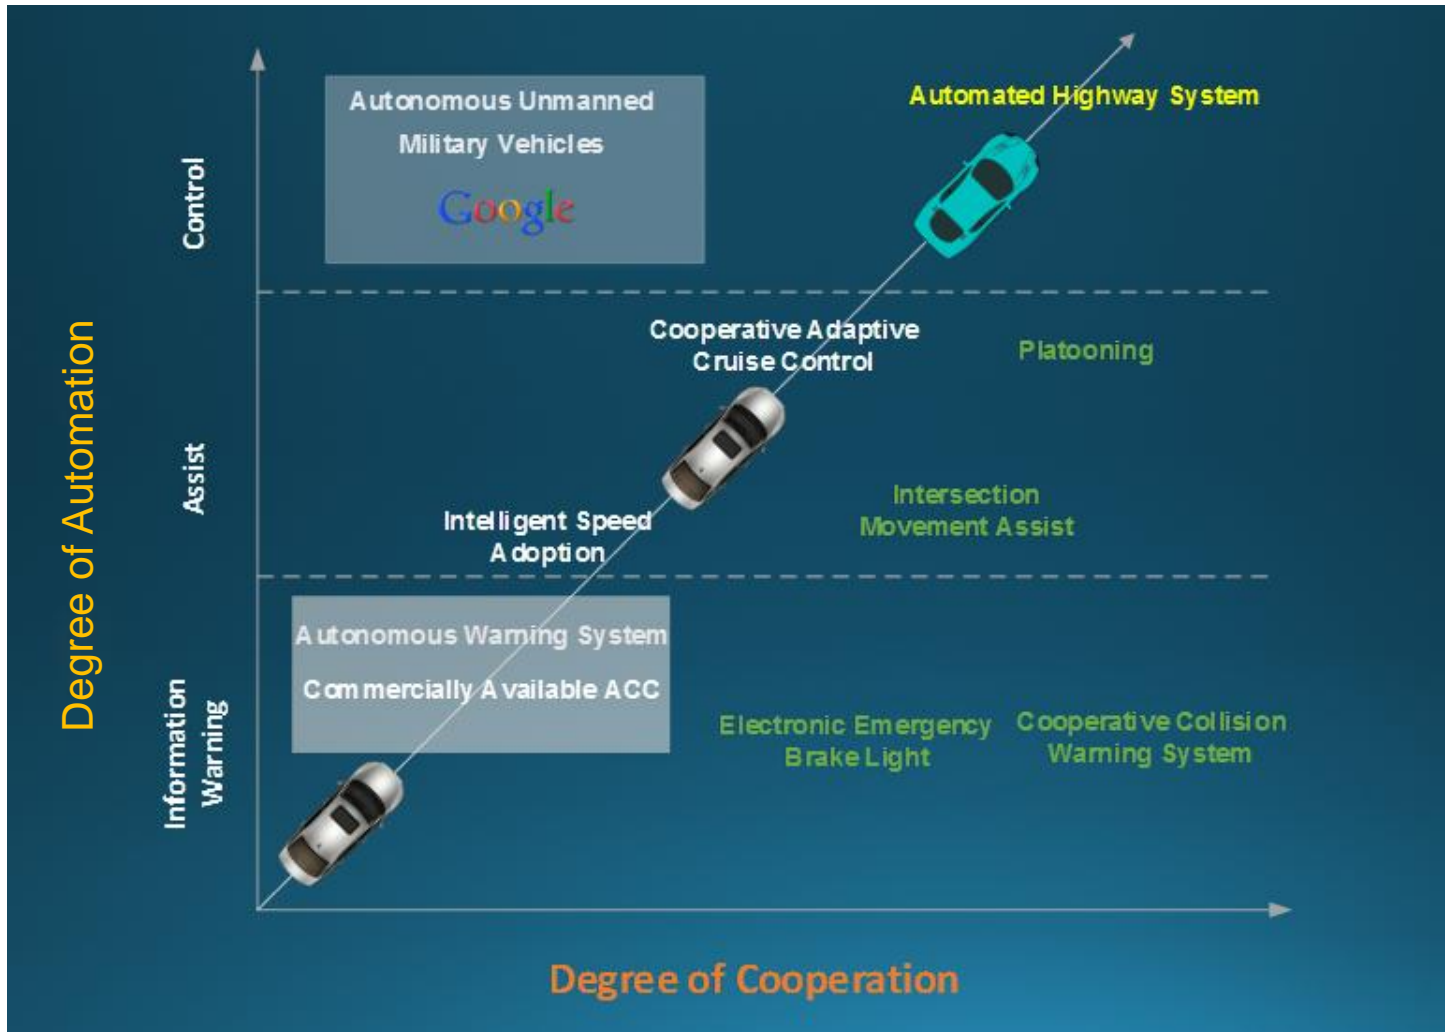 Autonomous Unmanned
Military Vehicles
Google
Automated Highway System
Control
Cooperative Adaptive
Cruise Control
Platooning
Degree of Automation
Assist
Intersection
Movement Assist
Intelligent Speed
Adoption
Autonomous Warning System
Commercially Available ACC
Information
Warning
Electronic Emergency
Brake Light
Cooperative Collision
Warning System
Degree of Cooperation